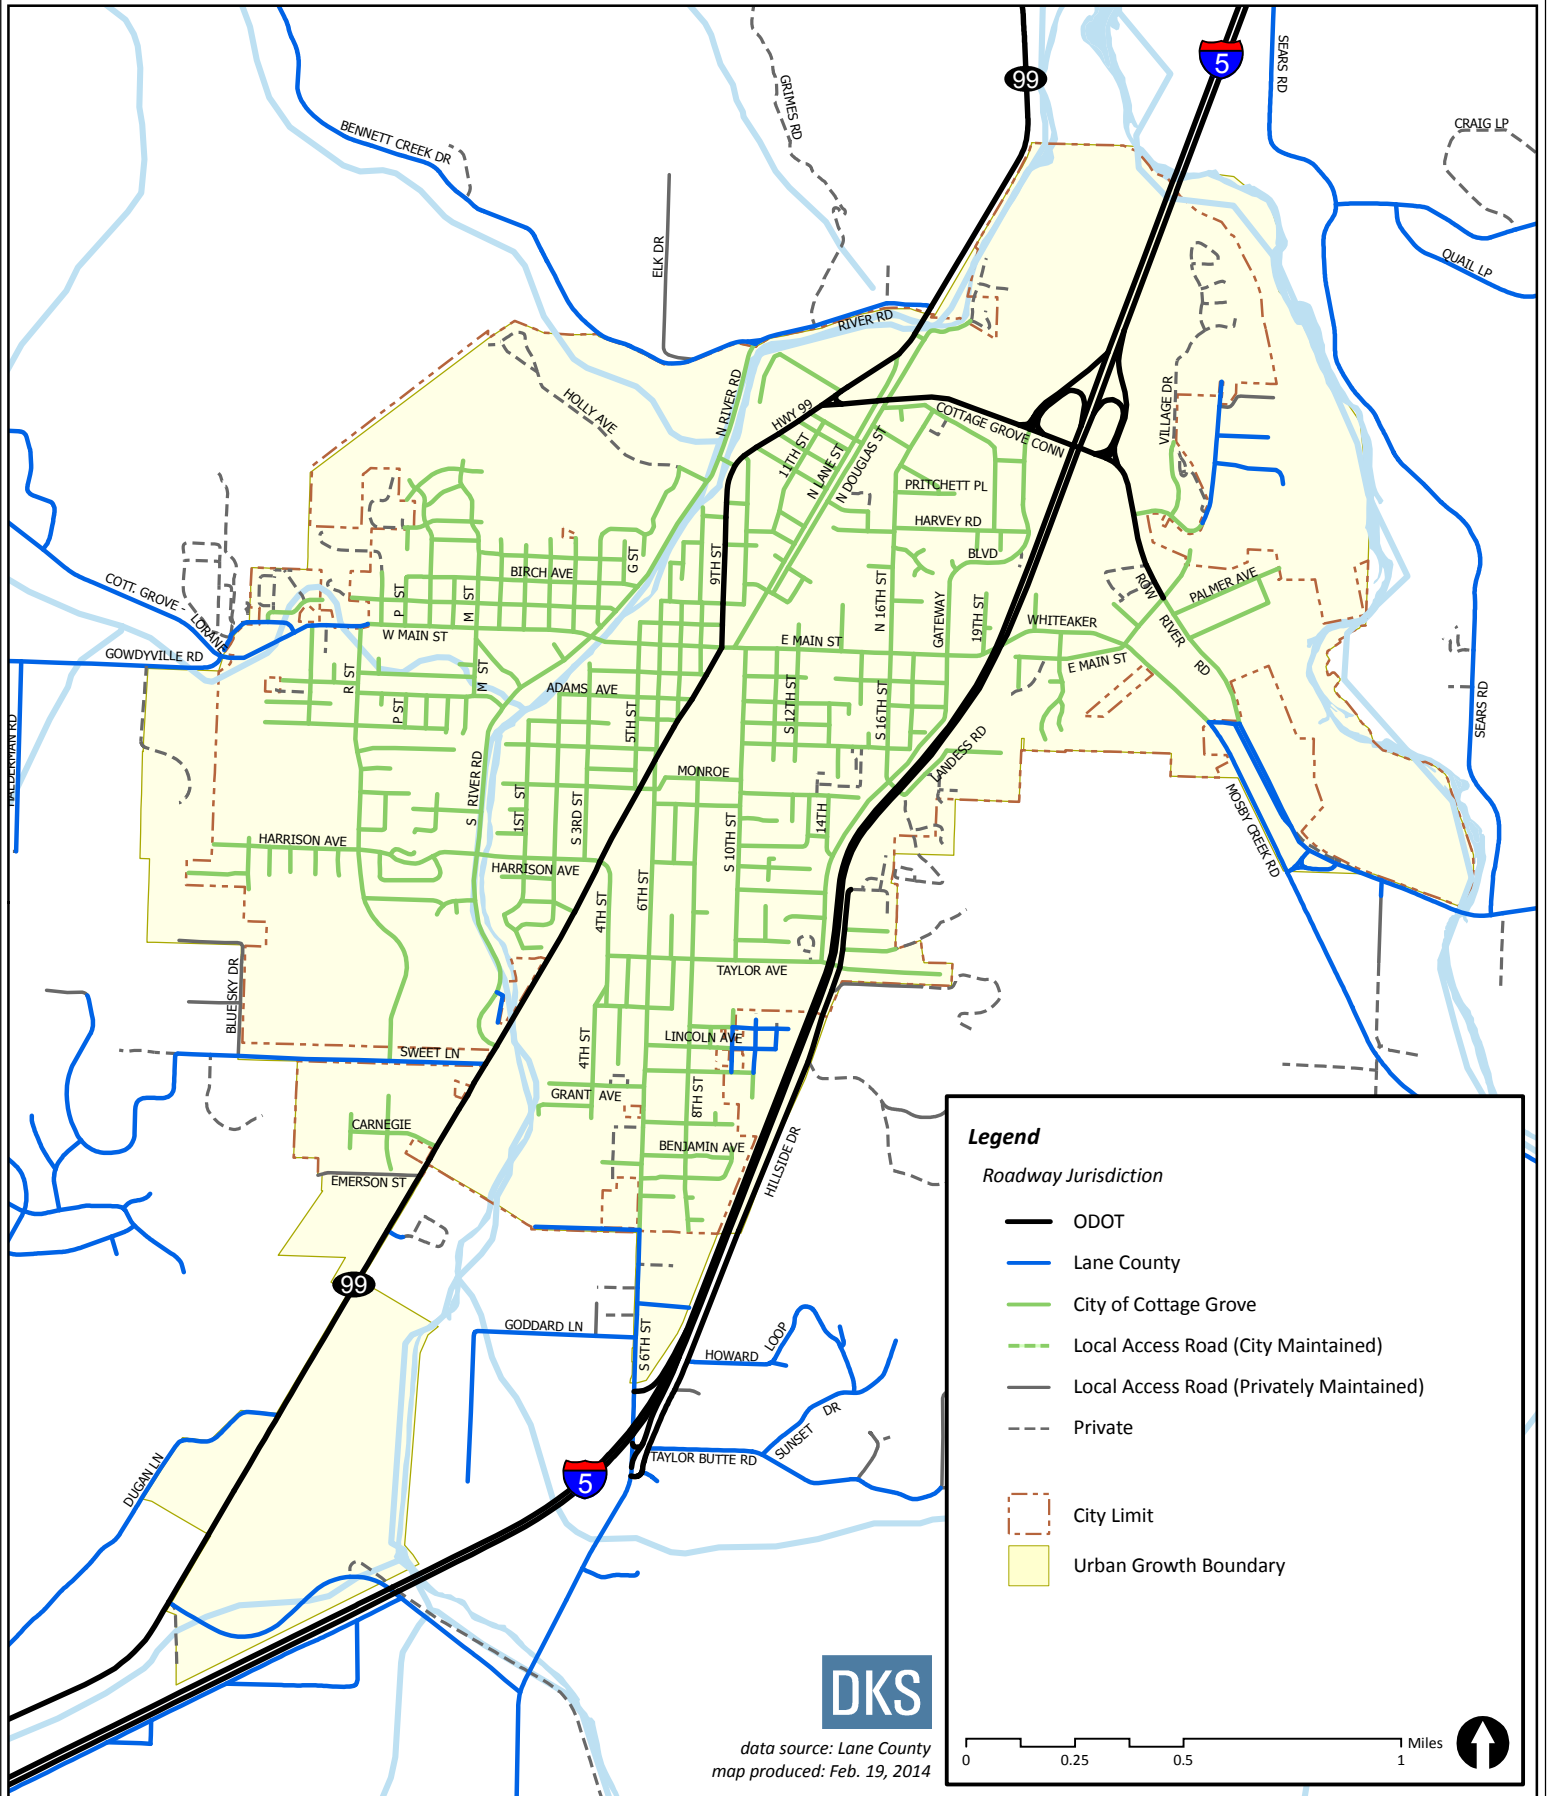 99
5
SEARS RD
GRIMES RD
CRAIG LP
BENNETT CREEK DR
ELK DR
QUAIL LP
RIVER RD
N RIVER RD
HOLLY AVE
HWY 99
COTTAGE GROVE CONN
VILLAGE DR
11TH ST
N LANE ST
N DOUGLAS ST
PRITCHETT PL
HARVEY RD
BLVD
G ST
9TH ST
BIRCH AVE
COTT. GROVE -
LORANE
P ST
M ST
N 16TH ST
GATEWAY
19TH ST
ROW
RIVER
RD
PALMER AVE
W MAIN ST
E MAIN ST
WHITEAKER
GOWDYVILLE RD
E MAIN ST
R ST
M ST
ADAMS AVE
P ST
5TH ST
S 12TH ST
S 16TH ST
SEARS RD
HALDERMAN RD
LANDESS RD
MONROE
S RIVER RD
1ST ST
S 3RD ST
14TH
MOSBY CREEK RD
HARRISON AVE
S 10TH ST
HARRISON AVE
4TH ST
6TH ST
TAYLOR AVE
BLUE SKY DR
SWEET LN
LINCOLN AVE
4TH ST
GRANT AVE
8TH ST
CARNEGIE
BENJAMIN AVE
HILLSIDE DR
EMERSON ST
99
GODDARD LN
S 6TH ST
HOWARD
LOOP
SUNSET DR
TAYLOR BUTTE RD
DUGAN LN
5
Legend
Roadway Jurisdiction
ODOT
Lane County
City of Cottage Grove
Local Access Road (City Maintained)
Local Access Road (Privately Maintained)
Private
City Limit
Urban Growth Boundary
DKS
data source: Lane County
map produced: Feb. 19, 2014
Miles
0 0.25 0.5 1